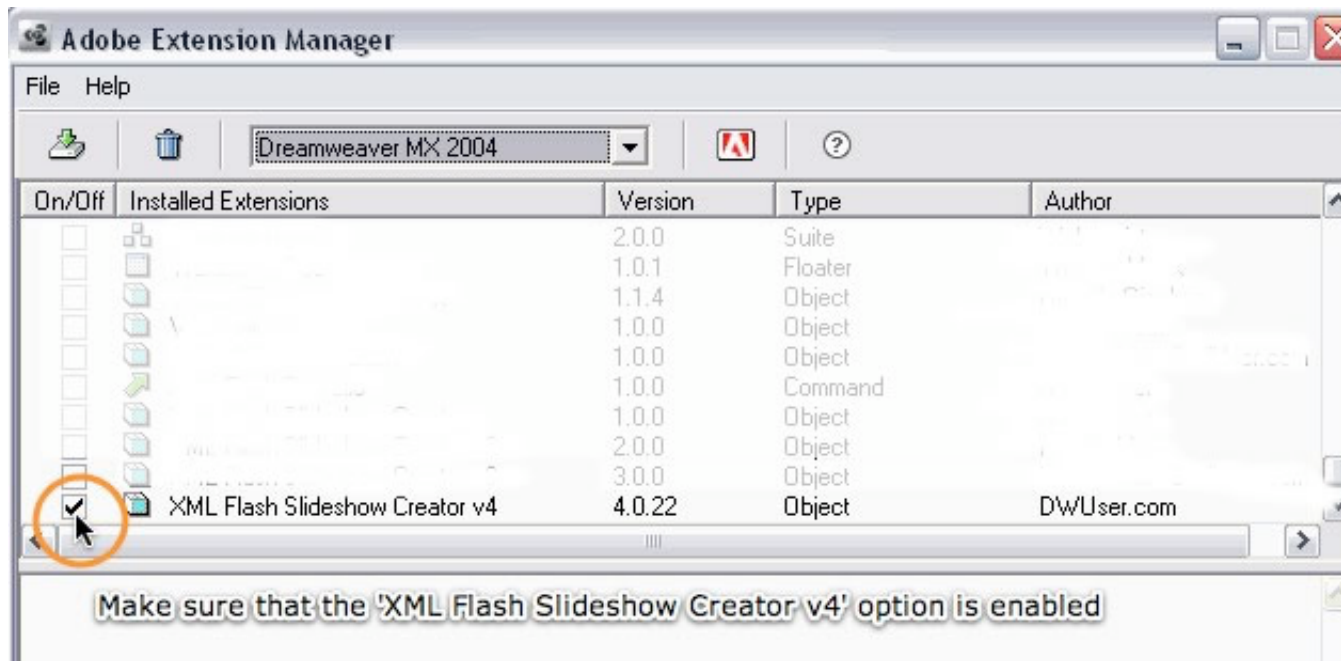 Adobe Extension Manager
File Help
Dreamweaver MX 2004
On/Off Installed Extensions Version Type Author
2.0.0 Suite
1.0.1 Floater
1.1.4 Object
1.0.0 Object
1.0.0 Object
1.0.0 Command
1.0.0 Object
2.0.0 Object
3.0.0 Object
XML Flash Slideshow Creator v4 4.0.22 Object DWUser.com
Make sure that the 'XML Flash Slideshow Creator v4' option is enabled